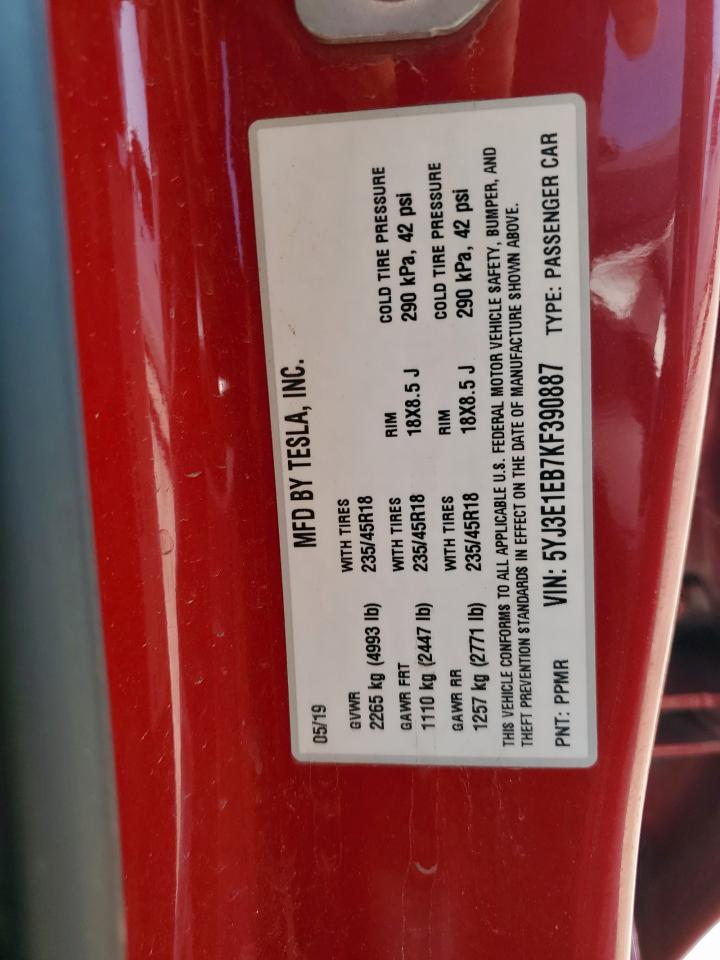 MFD BY TESLA, INC.
05/19
GVWR WITH TIRES
2265 kg (4993 lb) 235/45R18
GAWR FRT WITH TIRES RIM COLD TIRE PRESSURE
1110 kg (2447 lb) 235/45R18 18X8.5 J 290 kPa, 42 psi
GAWR RR WITH TIRES RIM COLD TIRE PRESSURE
1257 kg (2771 lb) 235/45R18 18X8.5 J 290 kPa, 42 psi
THIS VEHICLE CONFORMS TO ALL APPLICABLE U.S. FEDERAL MOTOR VEHICLE SAFETY, BUMPER, AND
THEFT PREVENTION STANDARDS IN EFFECT ON THE DATE OF MANUFACTURE SHOWN ABOVE.
PNT: PPMR VIN: 5YJ3E1EB7KF390887 TYPE: PASSENGER CAR